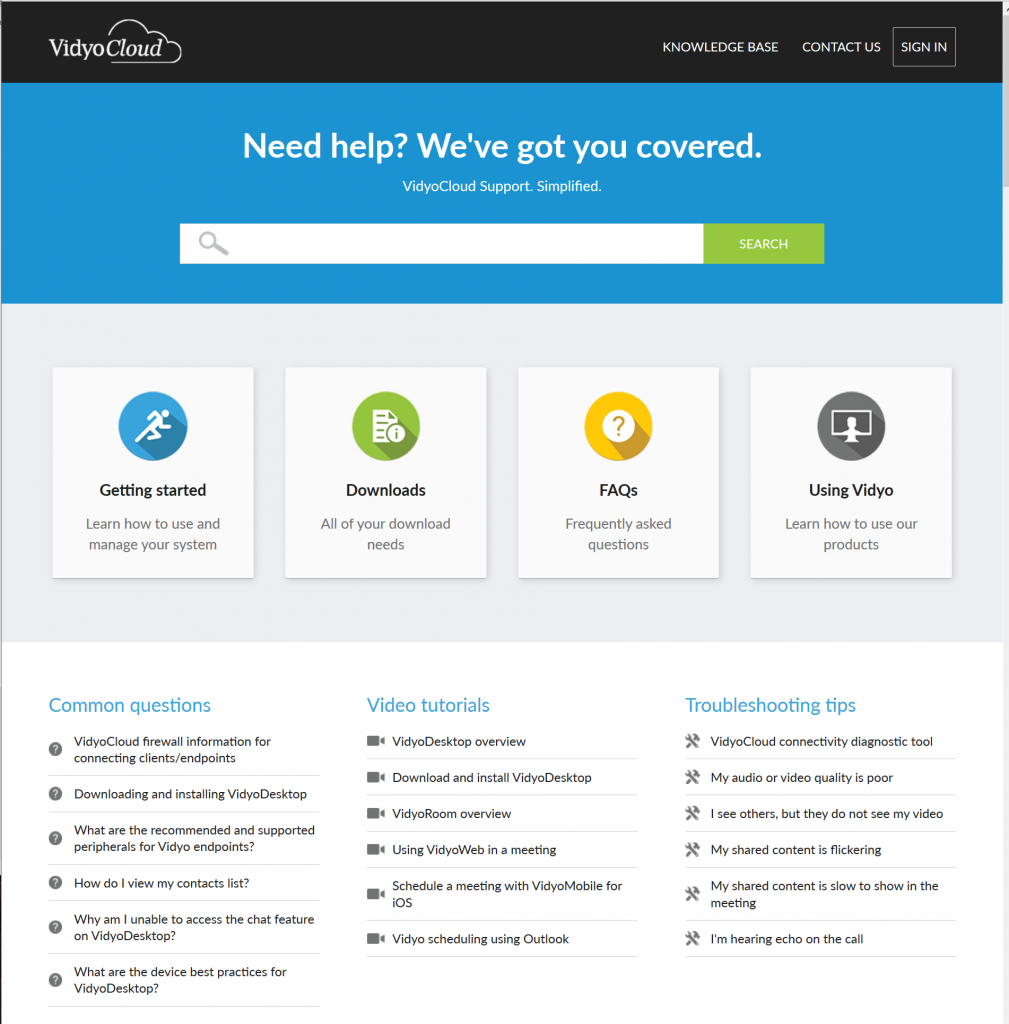 VidyoCloud
KNOWLEDGE BASE
CONTACT US
SIGN IN
Need help? We've got you covered.
VidyoCloud Support. Simplified.
SEARCH
Getting started
Learn how to use and
manage your system
Downloads
All of your download
needs
FAQs
Frequently asked
questions
Using Vidyo
Learn how to use our
products
Common questions
VidyoCloud firewall information for
connecting clients/endpoints
Downloading and installing VidyoDesktop
What are the recommended and supported
peripherals for Vidyo endpoints?
How do I view my contacts list?
Why am I unable to access the chat feature
on VidyoDesktop?
What are the device best practices for
VidyoDesktop?
Video tutorials
VidyoDesktop overview
Download and install VidyoDesktop
VidyoRoom overview
Using VidyoWeb in a meeting
Schedule a meeting with VidyoMobile for
iOS
Vidyo scheduling using Outlook
Troubleshooting tips
VidyoCloud connectivity diagnostic tool
My audio or video quality is poor
I see others, but they do not see my video
My shared content is flickering
My shared content is slow to show in the
meeting
I'm hearing echo on the call